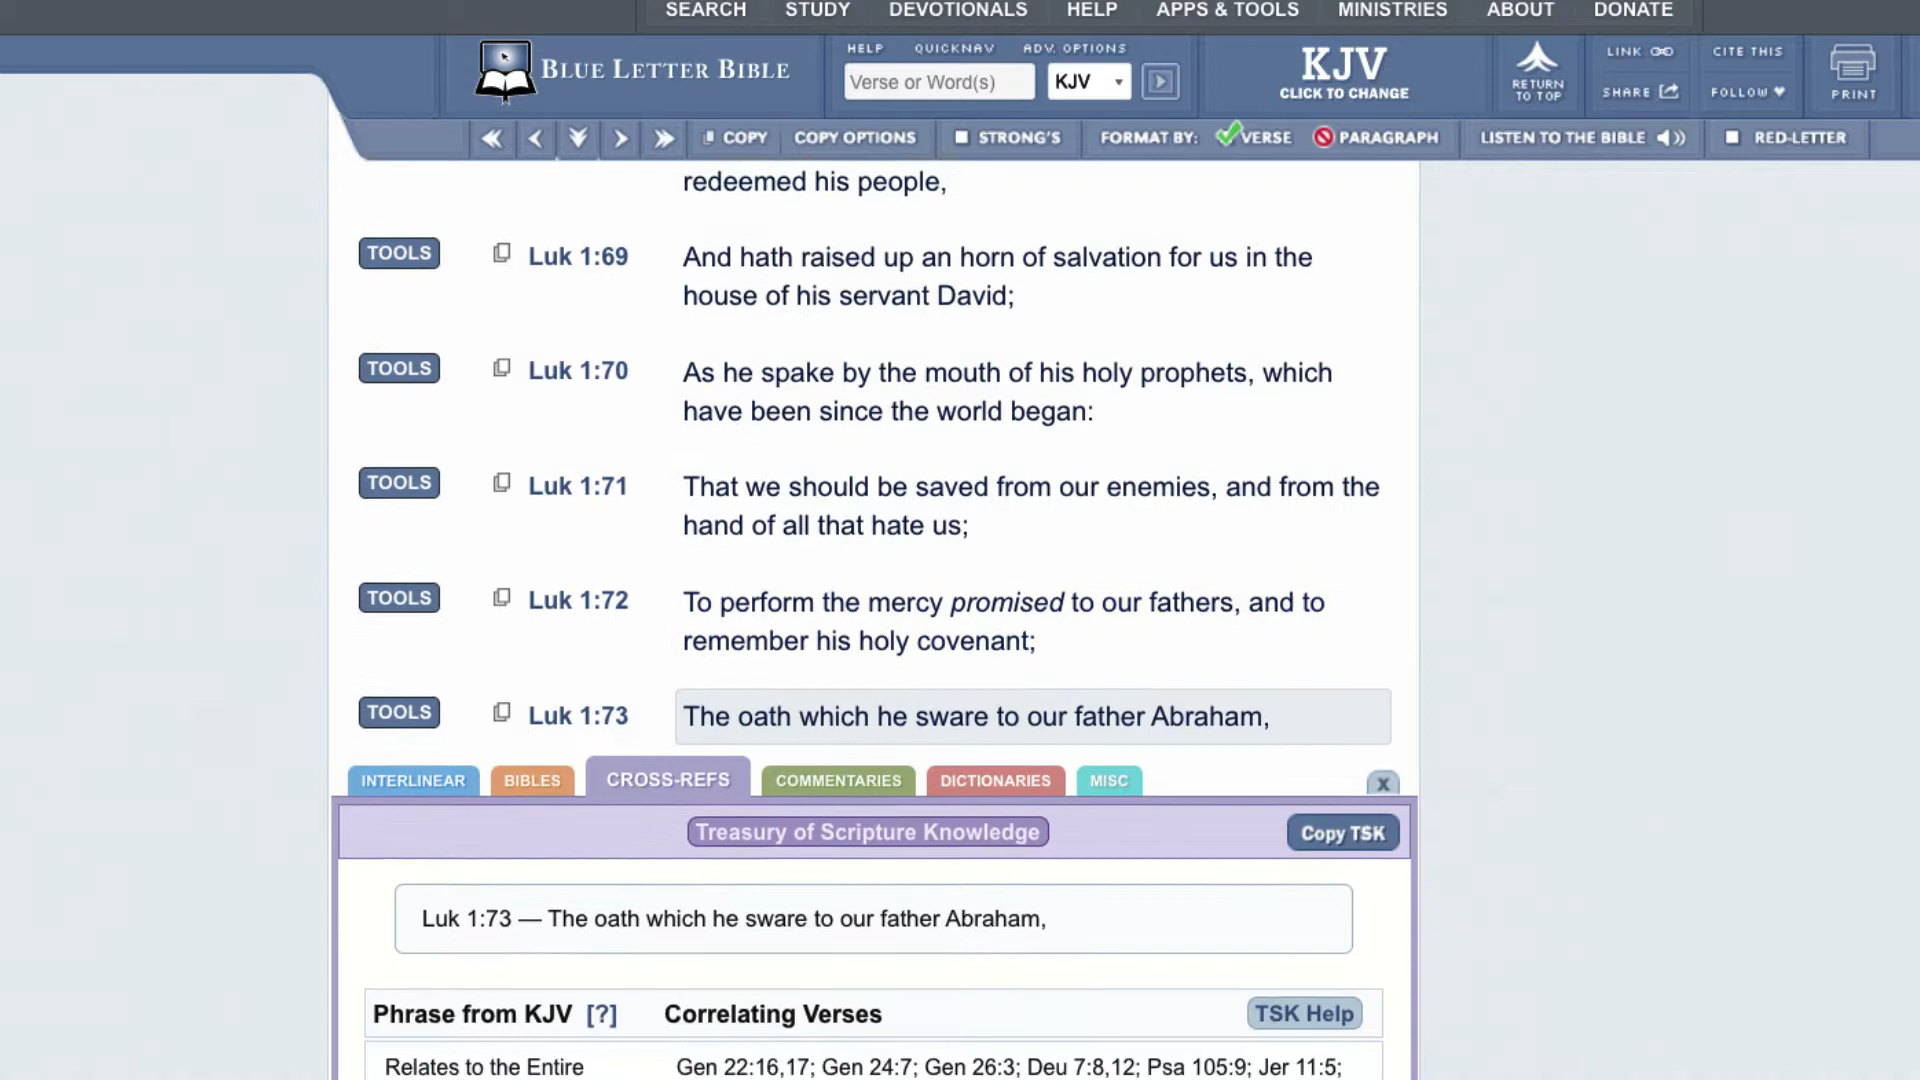 SEARCH STUDY DEVOTIONALS HELP APPS & TOOLS MINISTRIES ABOUT DONATE
BLUE LETTER BIBLE
HELP QUICKNAV ADV. OPTIONS
Verse or Word(s) KJV
KJV
CLICK TO CHANGE
RETURN
TO TOP
LINK CITE THIS
SHARE FOLLOW
PRINT
COPY COPY OPTIONS STRONG'S FORMAT BY: VERSE PARAGRAPH LISTEN TO THE BIBLE RED-LETTER
redeemed his people,
TOOLS Luk 1:69 And hath raised up an horn of salvation for us in the
house of his servant David;
TOOLS Luk 1:70 As he spake by the mouth of his holy prophets, which
have been since the world began:
TOOLS Luk 1:71 That we should be saved from our enemies, and from the
hand of all that hate us;
TOOLS Luk 1:72 To perform the mercy promised to our fathers, and to
remember his holy covenant;
TOOLS Luk 1:73 The oath which he sware to our father Abraham,
INTERLINEAR BIBLES CROSS-REFS COMMENTARIES DICTIONARIES MISC X
Treasury of Scripture Knowledge Copy TSK
Luk 1:73 — The oath which he sware to our father Abraham,
Phrase from KJV [?] Correlating Verses TSK Help
Relates to the Entire Gen 22:16,17; Gen 24:7; Gen 26:3; Deu 7:8,12; Psa 105:9; Jer 11:5;